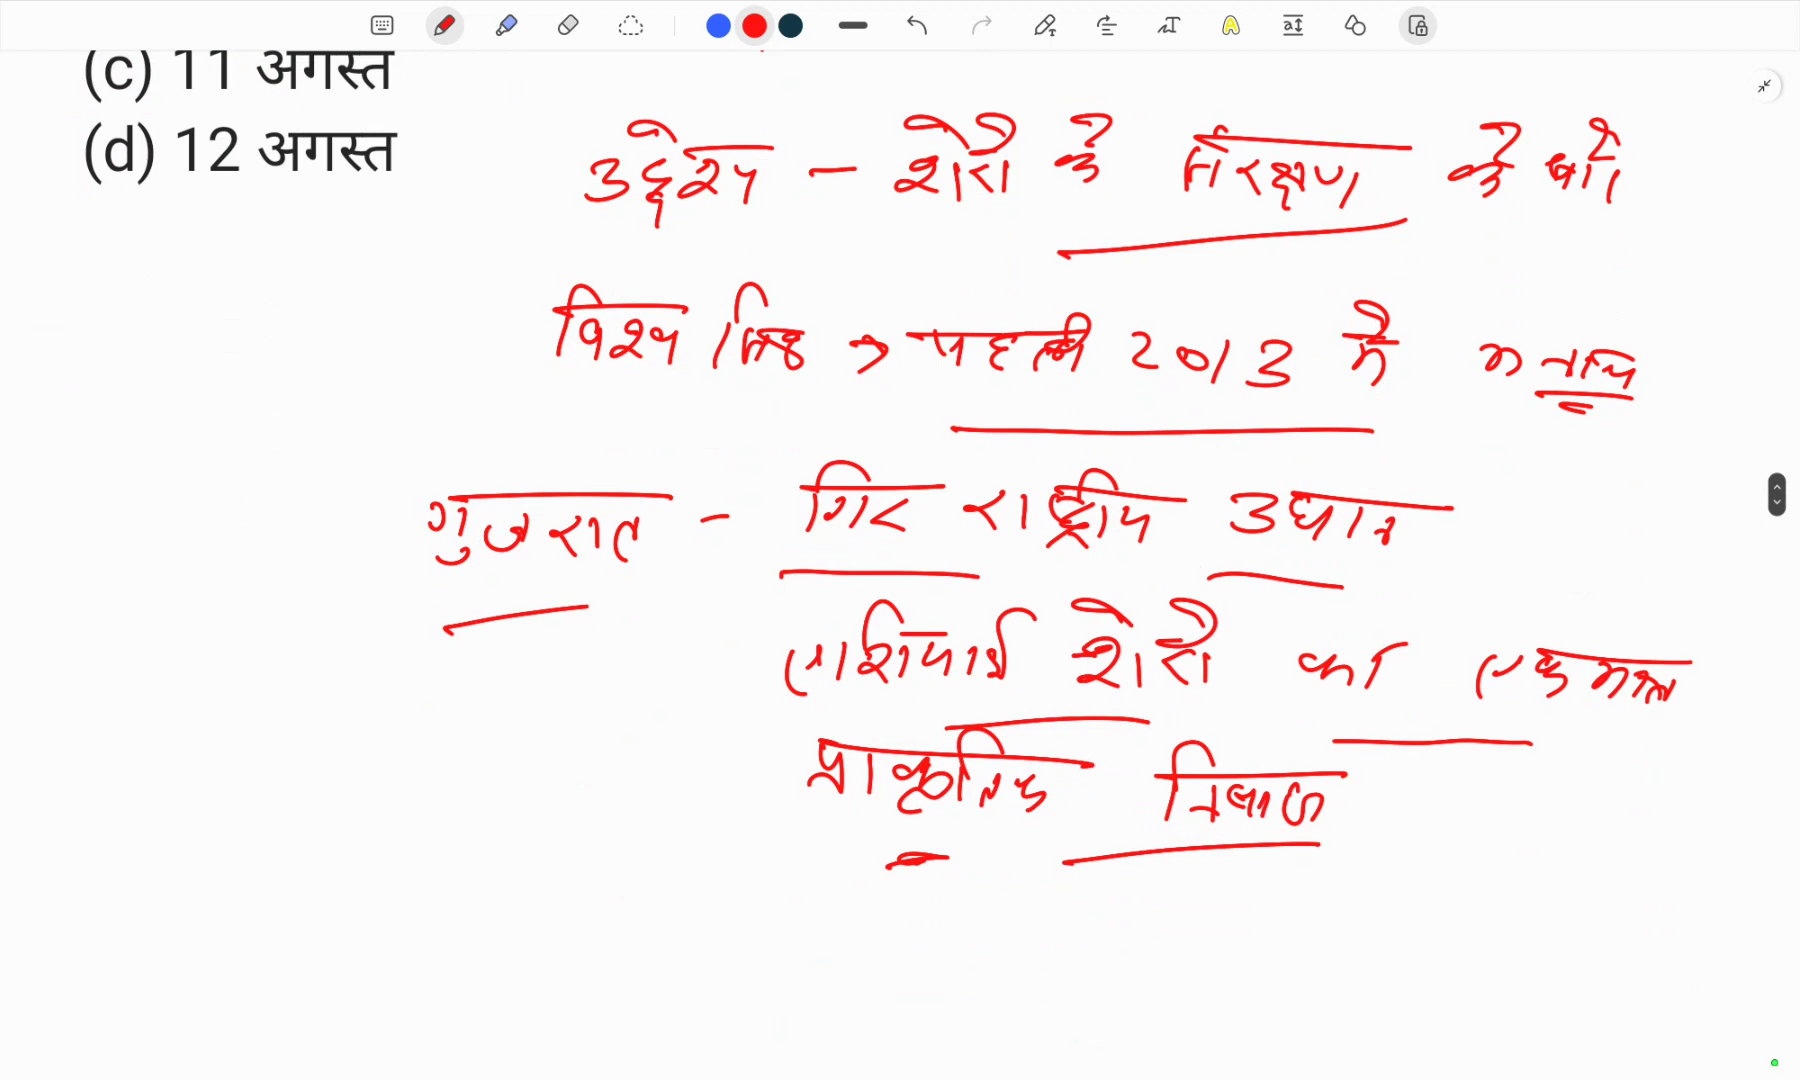 (c) 11 अगस्त
(d) 12 अगस्त
उद्देश्य - शेरों के संरक्षण के बारे
विश्व सिंह → पहली 2013 में मनाया
गुजरात - गिर राष्ट्रीय उद्यान
एशियाई शेरों का एकमात्र
प्राकृतिक निवास